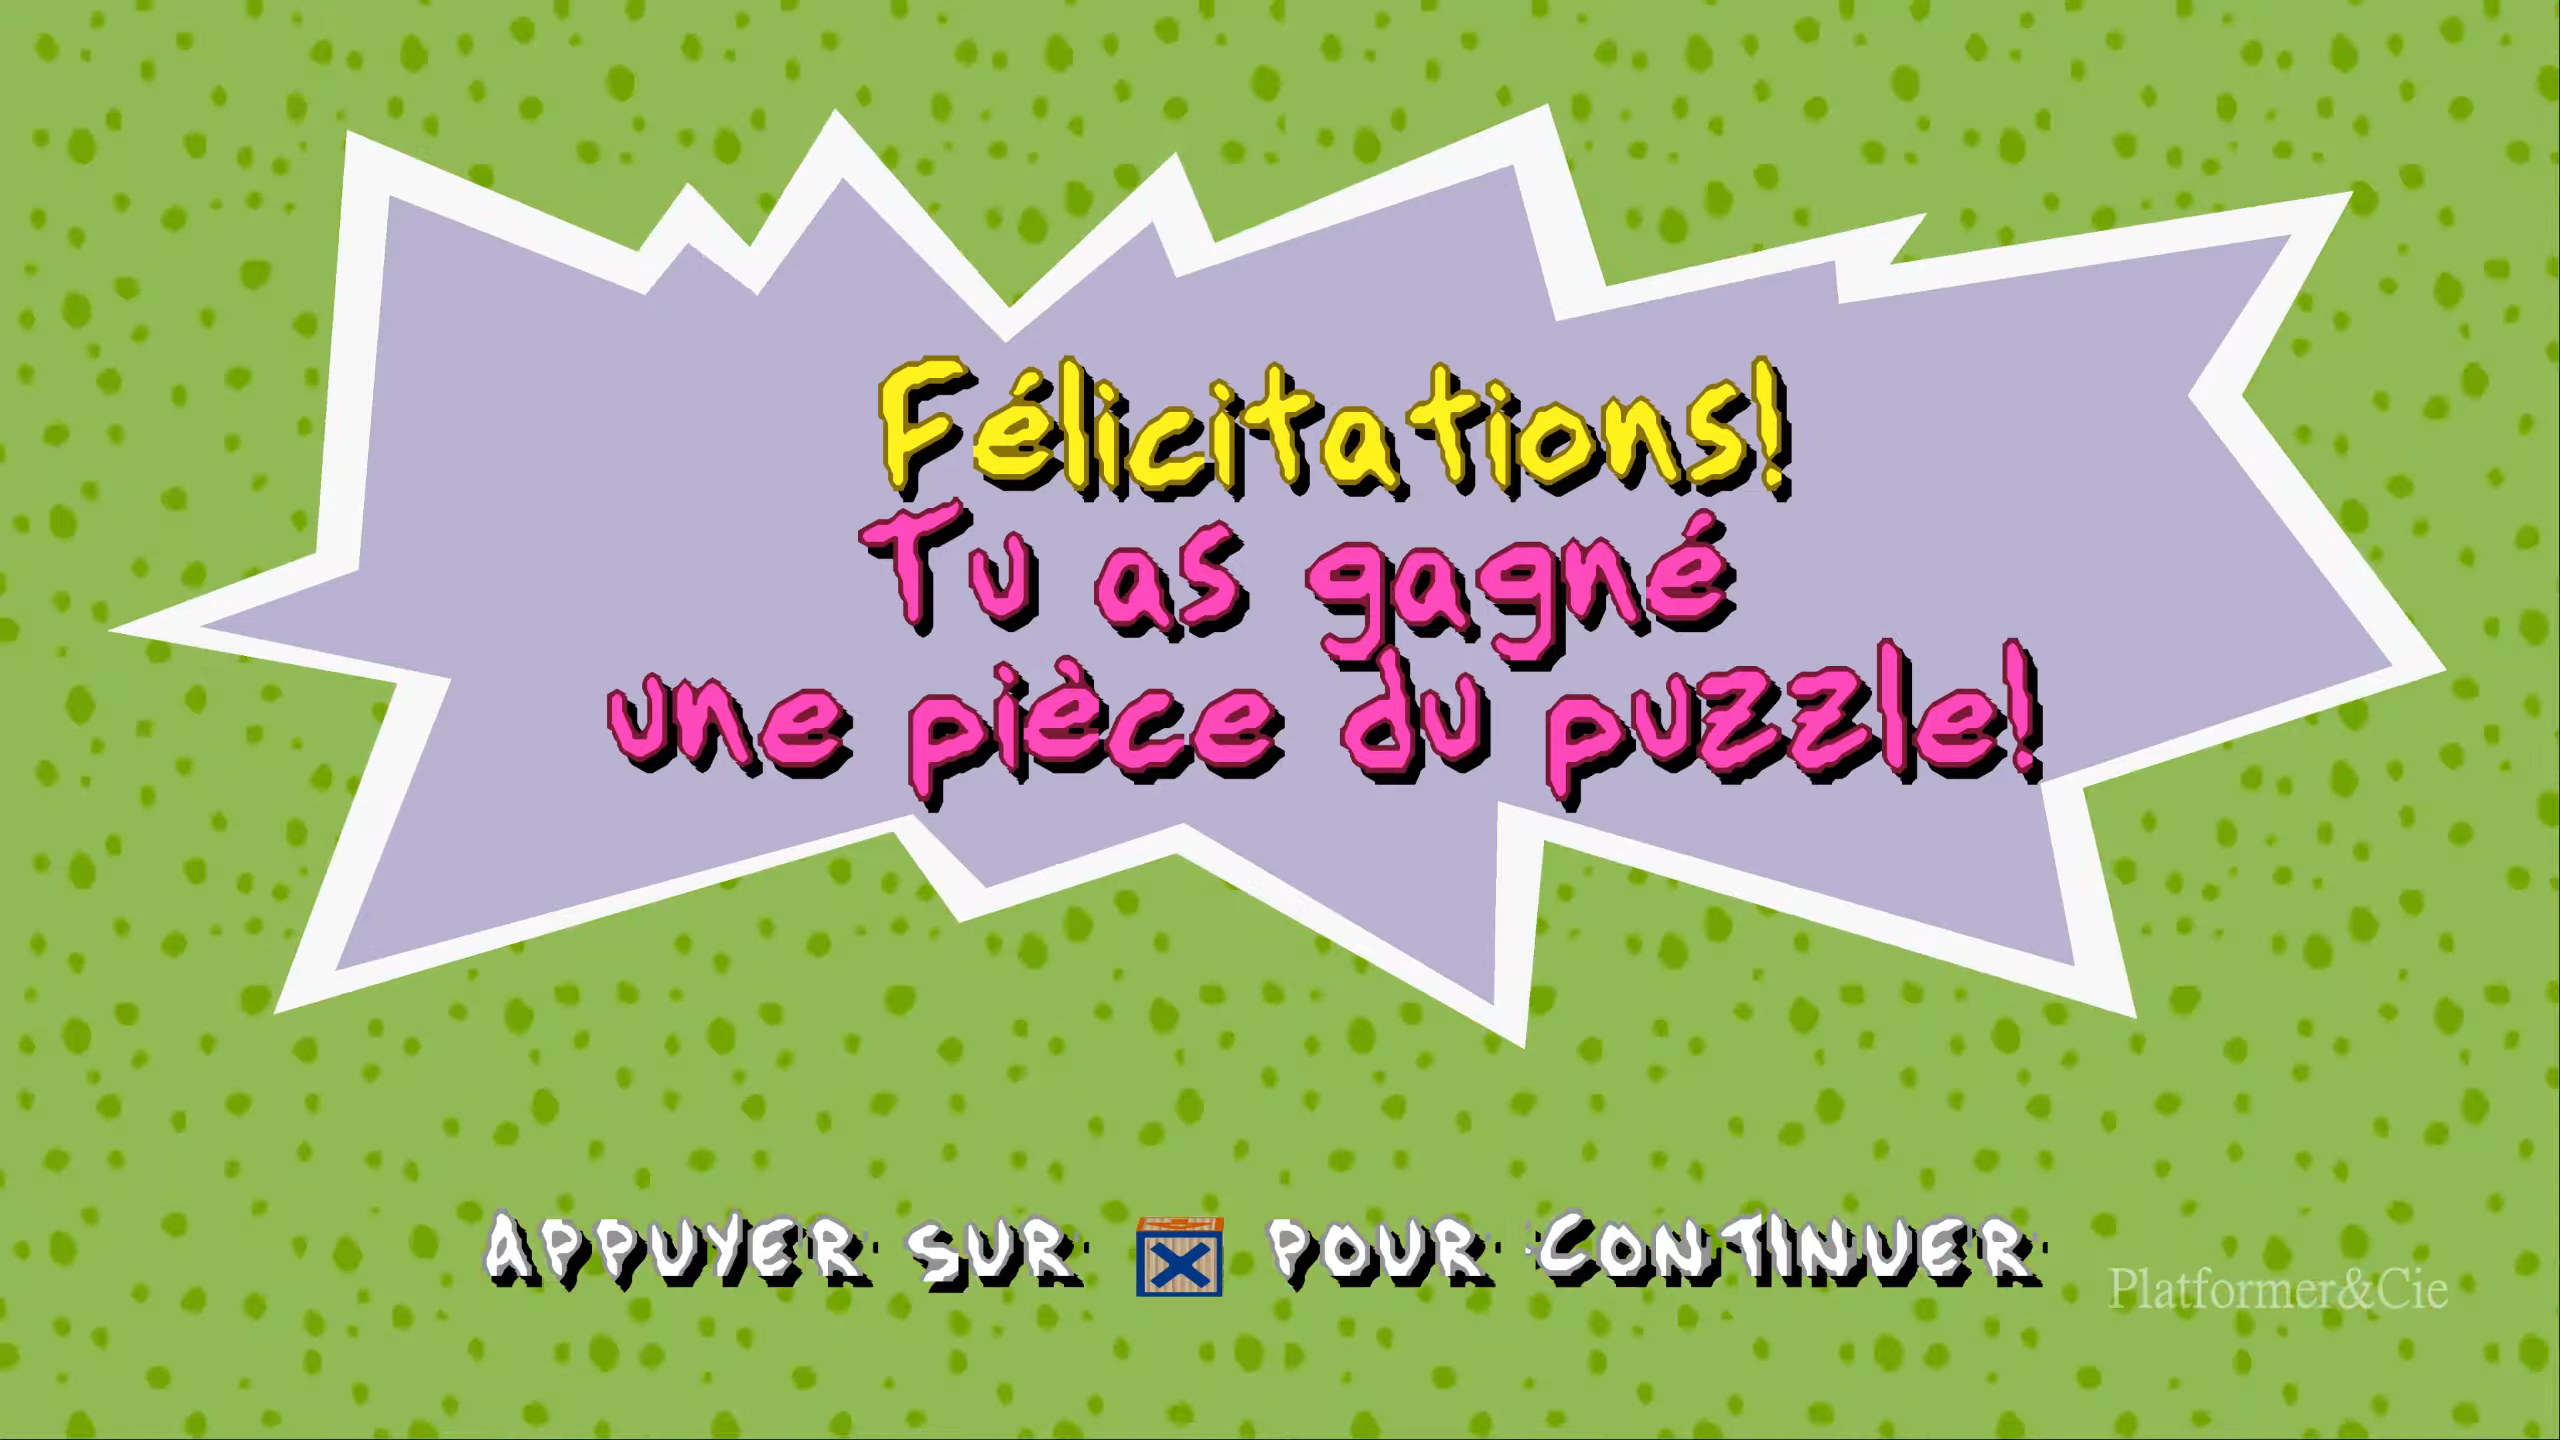 Félicitations!
Tu as gagné
une pièce du puzzle!
APPUYER SUR X POUR CONTINUER
Platformer&Cie